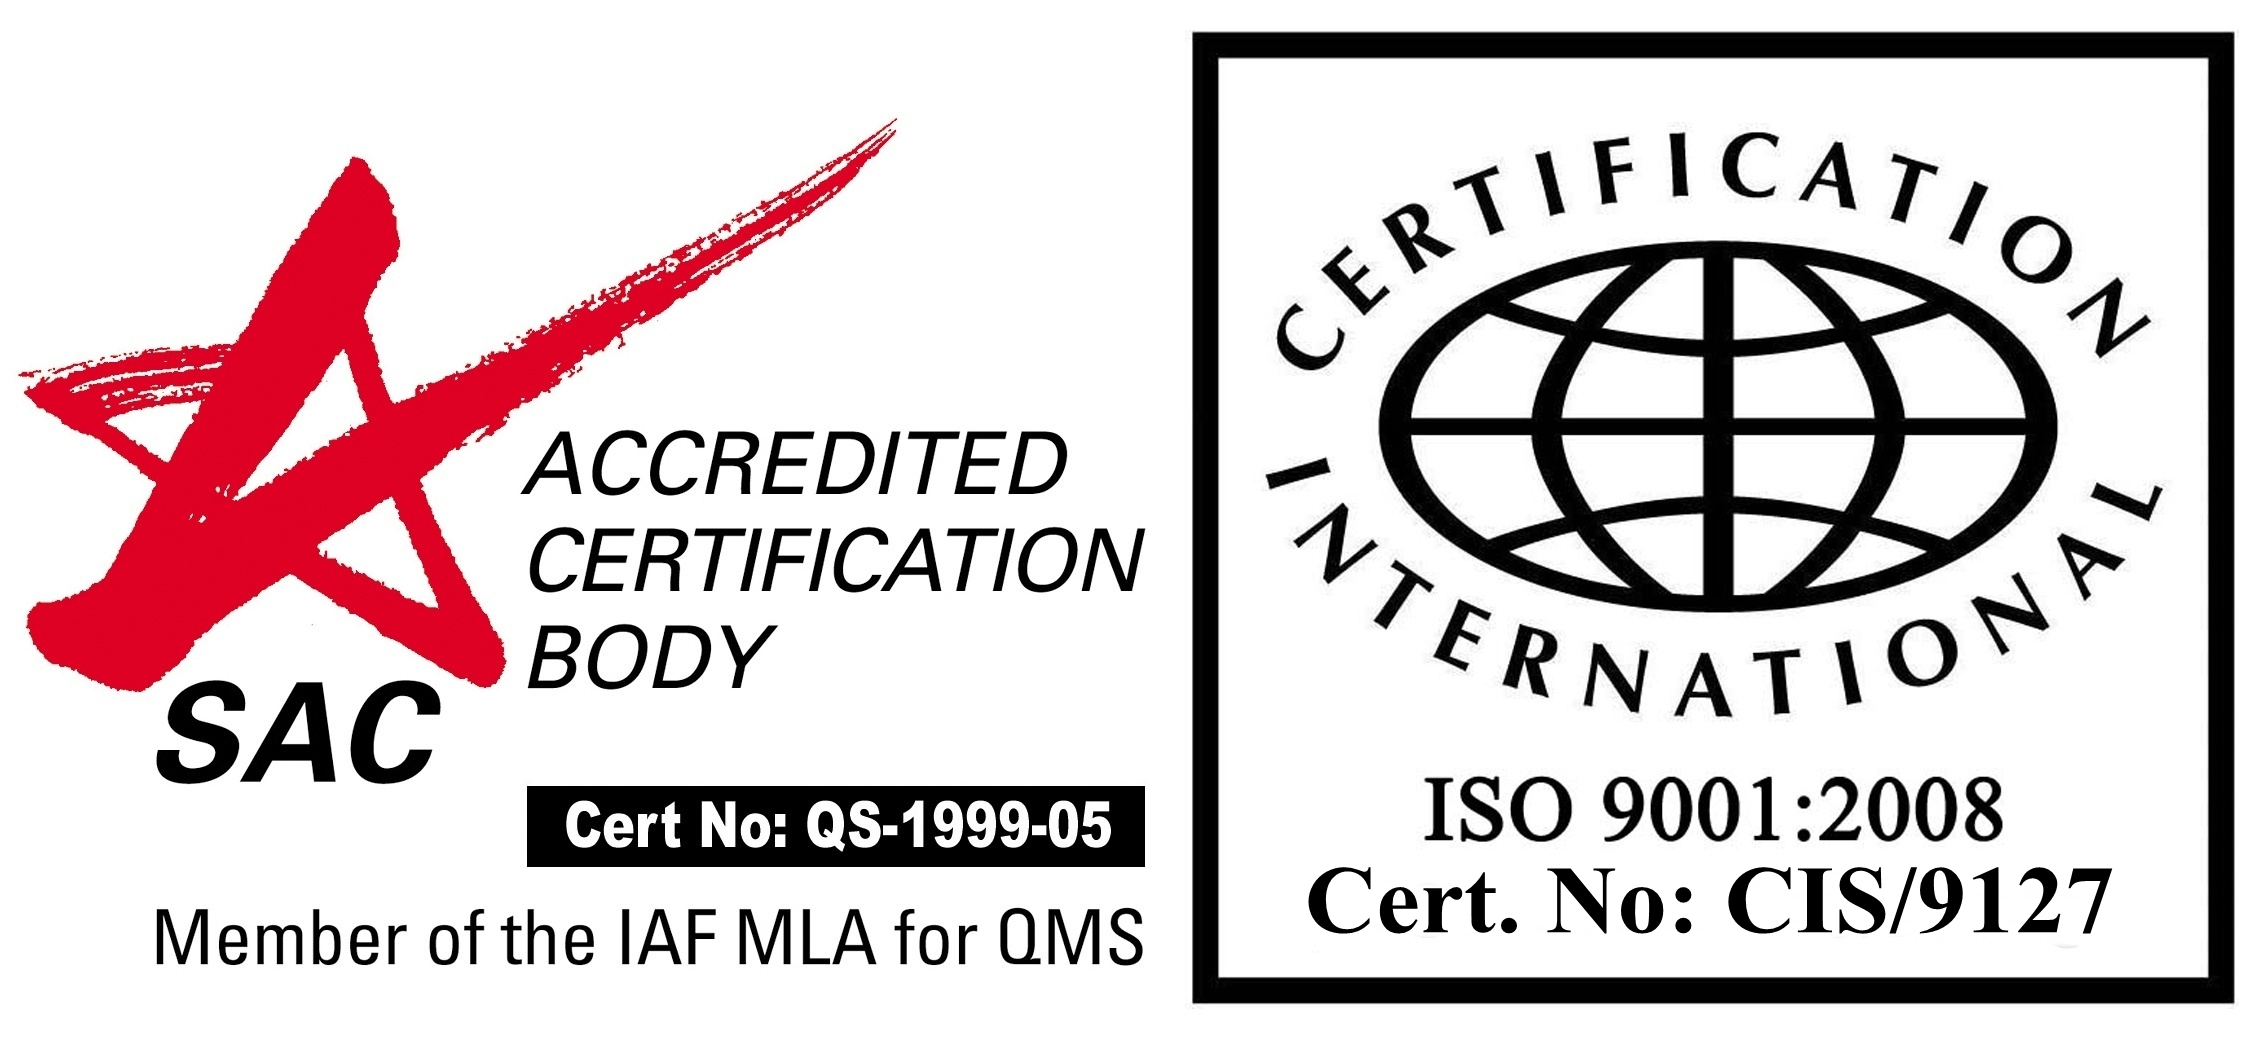 SAC
ACCREDITED
CERTIFICATION
BODY
Cert No: QS-1999-05
Member of the IAF MLA for QMS
CERTIFICATION
INTERNATIONAL
ISO 9001:2008
Cert. No: CIS/9127